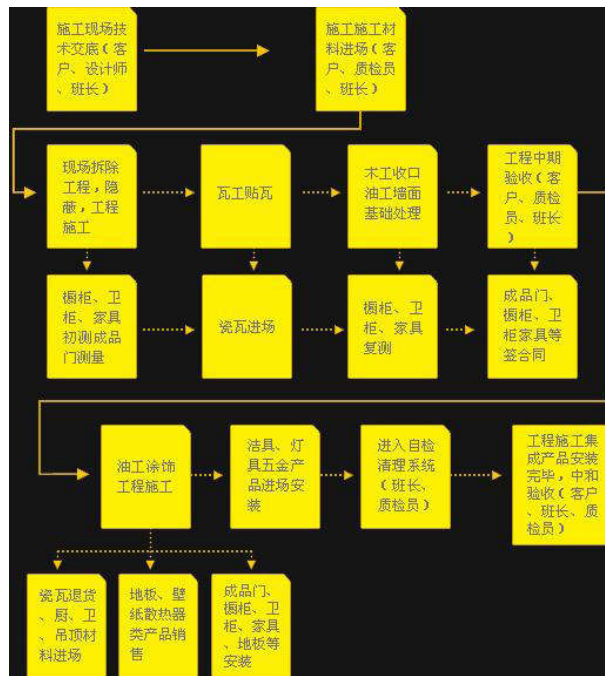 施工现场技
术交底(客
户、设计师
、班长)
施工施工材
料进场(客
户、质检员
、班长)
现场拆除
工程,隐
蔽,工程
施工
瓦工贴瓦
木工收口
油工墙面
基础处理
工程中期
验收(客
户、质检
员、班长
)
橱柜、卫
柜、家具
初测成品
门测量
瓷瓦进场
橱柜、卫
柜、家具
复测
成品门、
橱柜、卫
柜家具等
签合同
油工涂饰
工程施工
洁具、灯
具五金产
品进场安
装
进入自检
清理系统
(班长、
质检员)
工程施工集
成产品安装
完毕,中和
验收(客户
、班长、质
检员)
瓷瓦退货
、厨、卫
、吊顶材
料进场
地板、壁
纸散热器
类产品销
售
成品门、
橱柜、卫
柜、家具
、地板等
安装